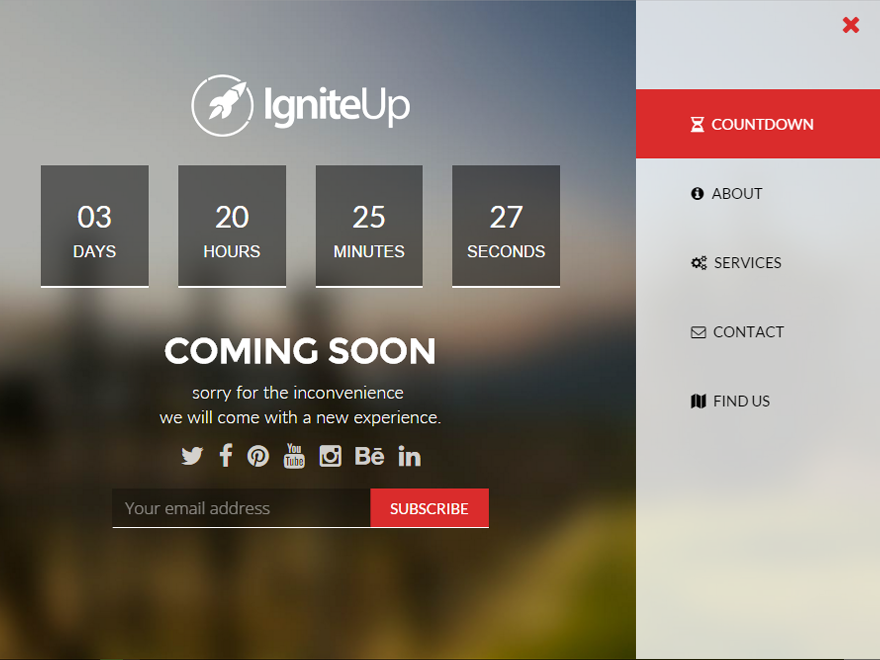 IgniteUp
03
DAYS
20
HOURS
25
MINUTES
27
SECONDS
COMING SOON
sorry for the inconvenience
we will come with a new experience.
You Tube
Bē
in
Your email address
SUBSCRIBE
COUNTDOWN
ABOUT
SERVICES
CONTACT
FIND US